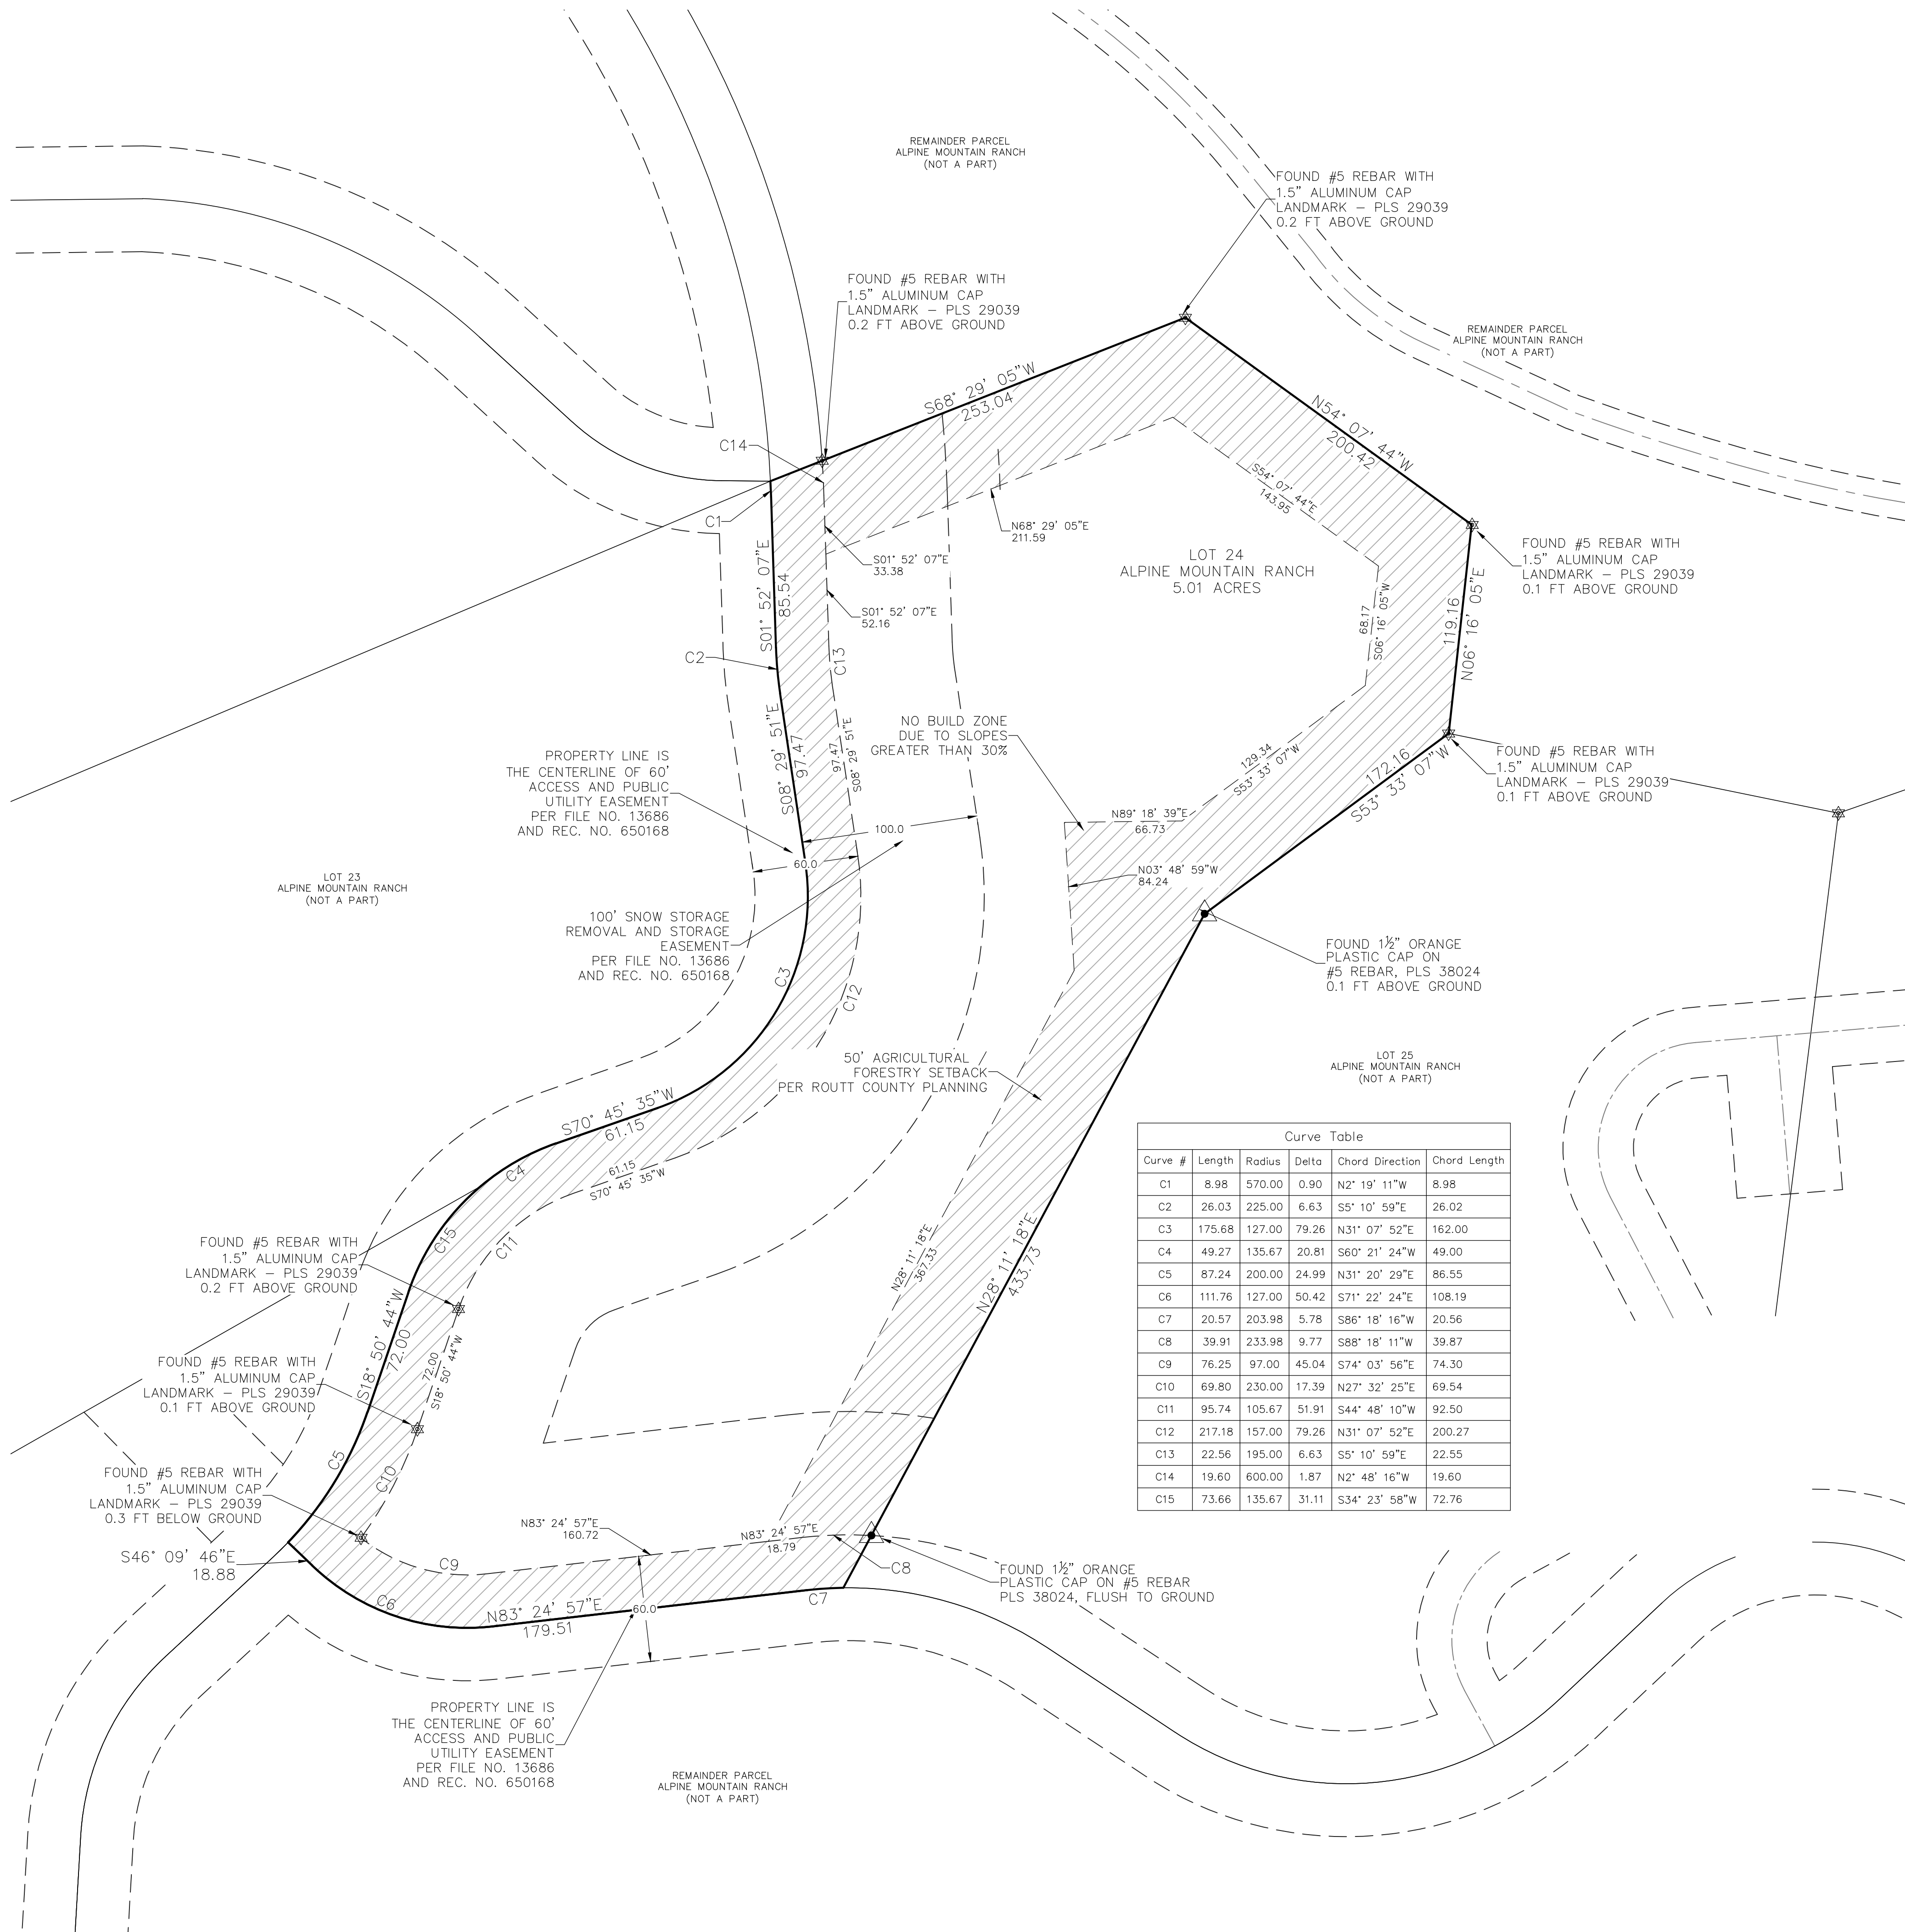 REMAINDER PARCEL
ALPINE MOUNTAIN RANCH
(NOT A PART)
FOUND #5 REBAR WITH
1.5" ALUMINUM CAP
LANDMARK – PLS 29039
0.2 FT ABOVE GROUND
FOUND #5 REBAR WITH
1.5" ALUMINUM CAP
LANDMARK – PLS 29039
0.2 FT ABOVE GROUND
REMAINDER PARCEL
ALPINE MOUNTAIN RANCH
(NOT A PART)
S68° 29' 05"W
253.04
N54° 07' 44"W
200.42
C14
C1
S54° 07' 44"E
143.95
N68° 29' 05"E
211.59
S01° 52' 07"E
33.38
S01° 52' 07"E
52.16
S01° 52' 07"E
85.54
LOT 24
ALPINE MOUNTAIN RANCH
5.01 ACRES
FOUND #5 REBAR WITH
1.5" ALUMINUM CAP
LANDMARK – PLS 29039
0.1 FT ABOVE GROUND
68.17
S06° 16' 05"W
119.16
N06° 16' 05"E
C2
C13
S08° 29' 51"E
97.47
97.47
S08° 29' 51"E
NO BUILD ZONE
DUE TO SLOPES
GREATER THAN 30%
129.34
S53° 33' 07"W
172.16
S53° 33' 07"W
FOUND #5 REBAR WITH
1.5" ALUMINUM CAP
LANDMARK – PLS 29039
0.1 FT ABOVE GROUND
PROPERTY LINE IS
THE CENTERLINE OF 60'
ACCESS AND PUBLIC
UTILITY EASEMENT
PER FILE NO. 13686
AND REC. NO. 650168
100.0
60.0
N89° 18' 39"E
66.73
N03° 48' 59"W
84.24
LOT 23
ALPINE MOUNTAIN RANCH
(NOT A PART)
100' SNOW STORAGE
REMOVAL AND STORAGE
EASEMENT
PER FILE NO. 13686
AND REC. NO. 650168
FOUND 1½" ORANGE
PLASTIC CAP ON
#5 REBAR, PLS 38024
0.1 FT ABOVE GROUND
C3
C12
50' AGRICULTURAL
FORESTRY SETBACK
PER ROUTT COUNTY PLANNING
LOT 25
ALPINE MOUNTAIN RANCH
(NOT A PART)
S70° 45' 35"W
61.15
61.15
S70° 45' 35"W
C4
C15
C11
Curve Table
Curve # Length Radius Delta Chord Direction Chord Length
C1 8.98 570.00 0.90 N2° 19' 11"W 8.98
C2 26.03 225.00 6.63 S5° 10' 59"E 26.02
C3 175.68 127.00 79.26 N31° 07' 52"E 162.00
C4 49.27 135.67 20.81 S60° 21' 24"W 49.00
C5 87.24 200.00 24.99 N31° 20' 29"E 86.55
C6 111.76 127.00 50.42 S71° 22' 24"E 108.19
C7 20.57 203.98 5.78 S86° 18' 16"W 20.56
C8 39.91 233.98 9.77 S88° 18' 11"W 39.87
C9 76.25 97.00 45.04 S74° 03' 56"E 74.30
C10 69.80 230.00 17.39 N27° 32' 25"E 69.54
C11 95.74 105.67 51.91 S44° 48' 10"W 92.50
C12 217.18 157.00 79.26 N31° 07' 52"E 200.27
C13 22.56 195.00 6.63 S5° 10' 59"E 22.55
C14 19.60 600.00 1.87 N2° 48' 16"W 19.60
C15 73.66 135.67 31.11 S34° 23' 58"W 72.76
FOUND #5 REBAR WITH
1.5" ALUMINUM CAP
LANDMARK – PLS 29039
0.2 FT ABOVE GROUND
N28° 11' 18"E
367.33
N28° 11' 18"E
433.73
S18° 50' 44"W
72.00
72.00
S18° 50' 44"W
FOUND #5 REBAR WITH
1.5" ALUMINUM CAP
LANDMARK – PLS 29039
0.1 FT ABOVE GROUND
C5
C10
FOUND #5 REBAR WITH
1.5" ALUMINUM CAP
LANDMARK – PLS 29039
0.3 FT BELOW GROUND
S46° 09' 46"E
18.88
N83° 24' 57"E
160.72
N83° 24' 57"E
18.79
C9
C8
FOUND 1½" ORANGE
PLASTIC CAP ON #5 REBAR
PLS 38024, FLUSH TO GROUND
C6
N83° 24' 57"E
179.51
60.0
C7
PROPERTY LINE IS
THE CENTERLINE OF 60'
ACCESS AND PUBLIC
UTILITY EASEMENT
PER FILE NO. 13686
AND REC. NO. 650168
REMAINDER PARCEL
ALPINE MOUNTAIN RANCH
(NOT A PART)